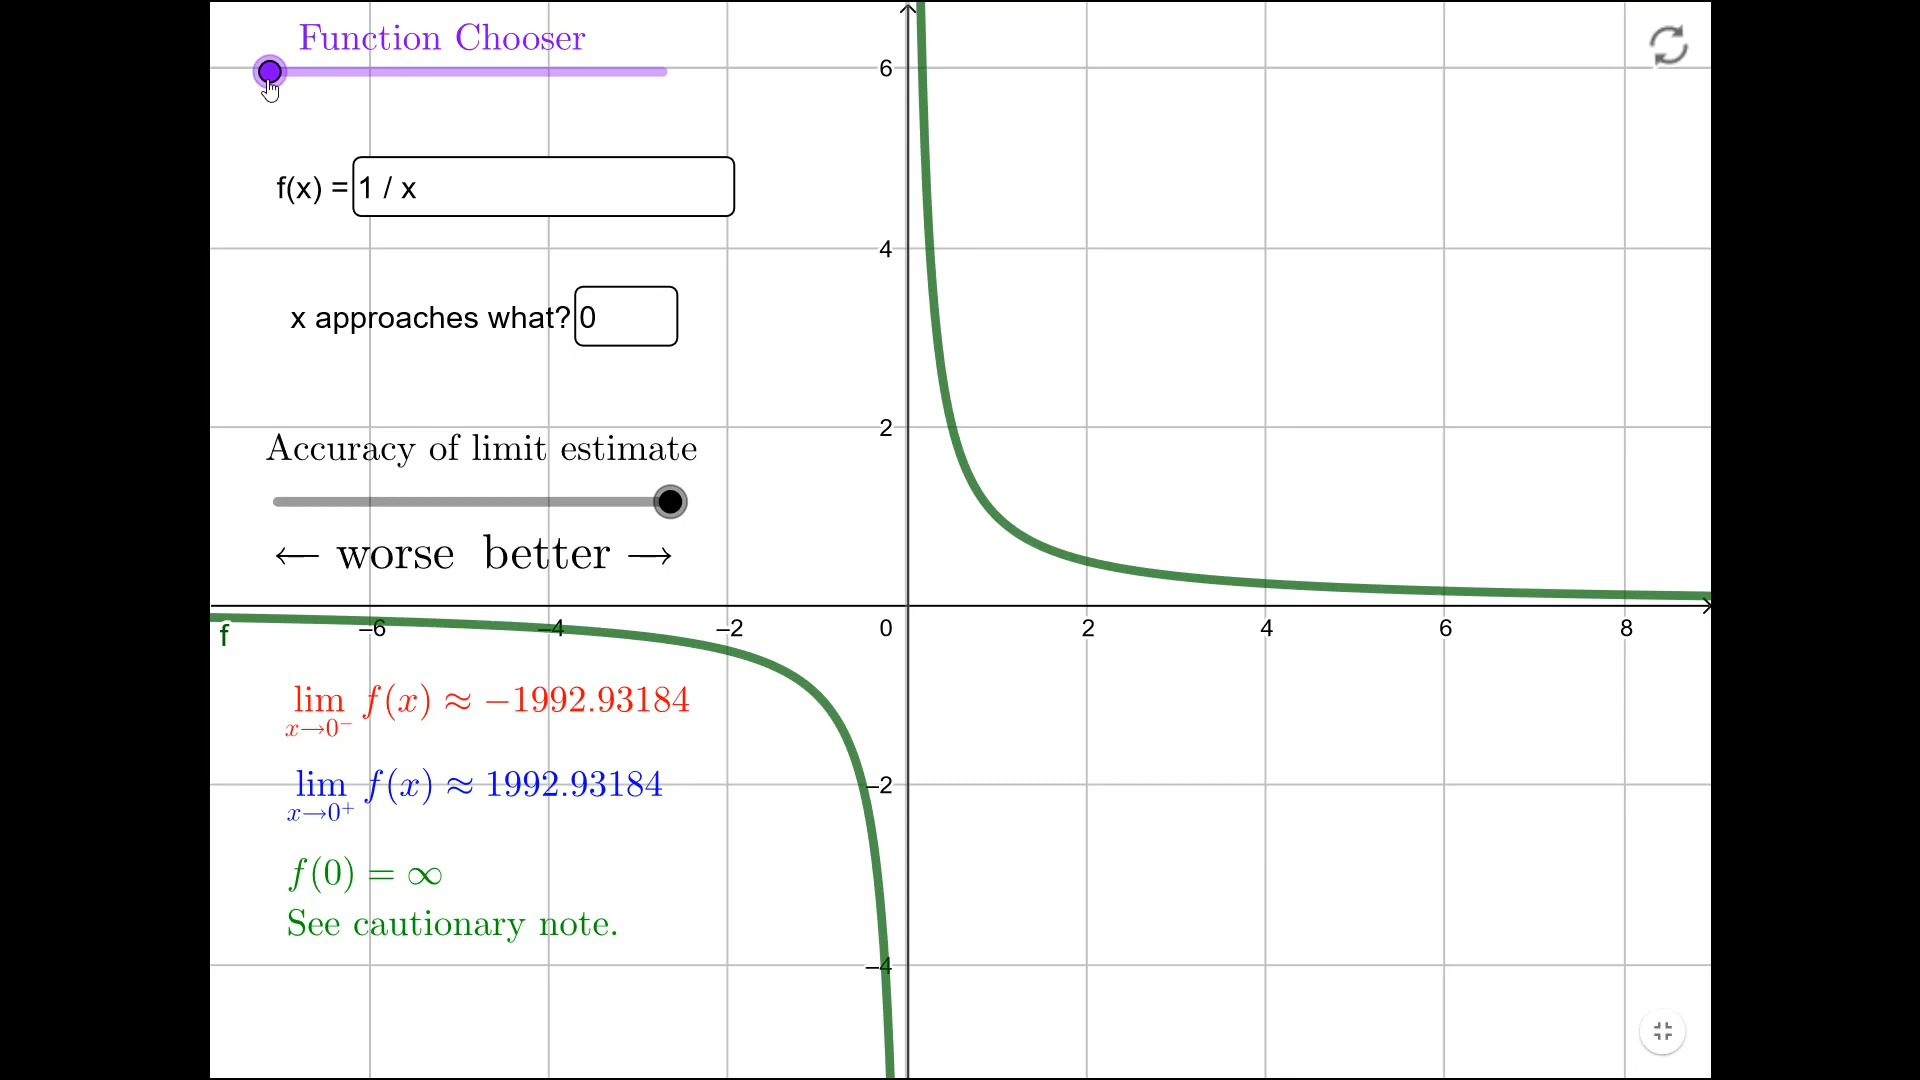 Function Chooser
f(x) = 1 / x
x approaches what? 0
Accuracy of limit estimate
← worse better →
6
4
2
–6 –4 –2 0 2 4 6 8
f
–2
–4
lim f(x) ≈ −1992.93184
x→0⁻
lim f(x) ≈ 1992.93184
x→0⁺
f(0) = ∞
See cautionary note.